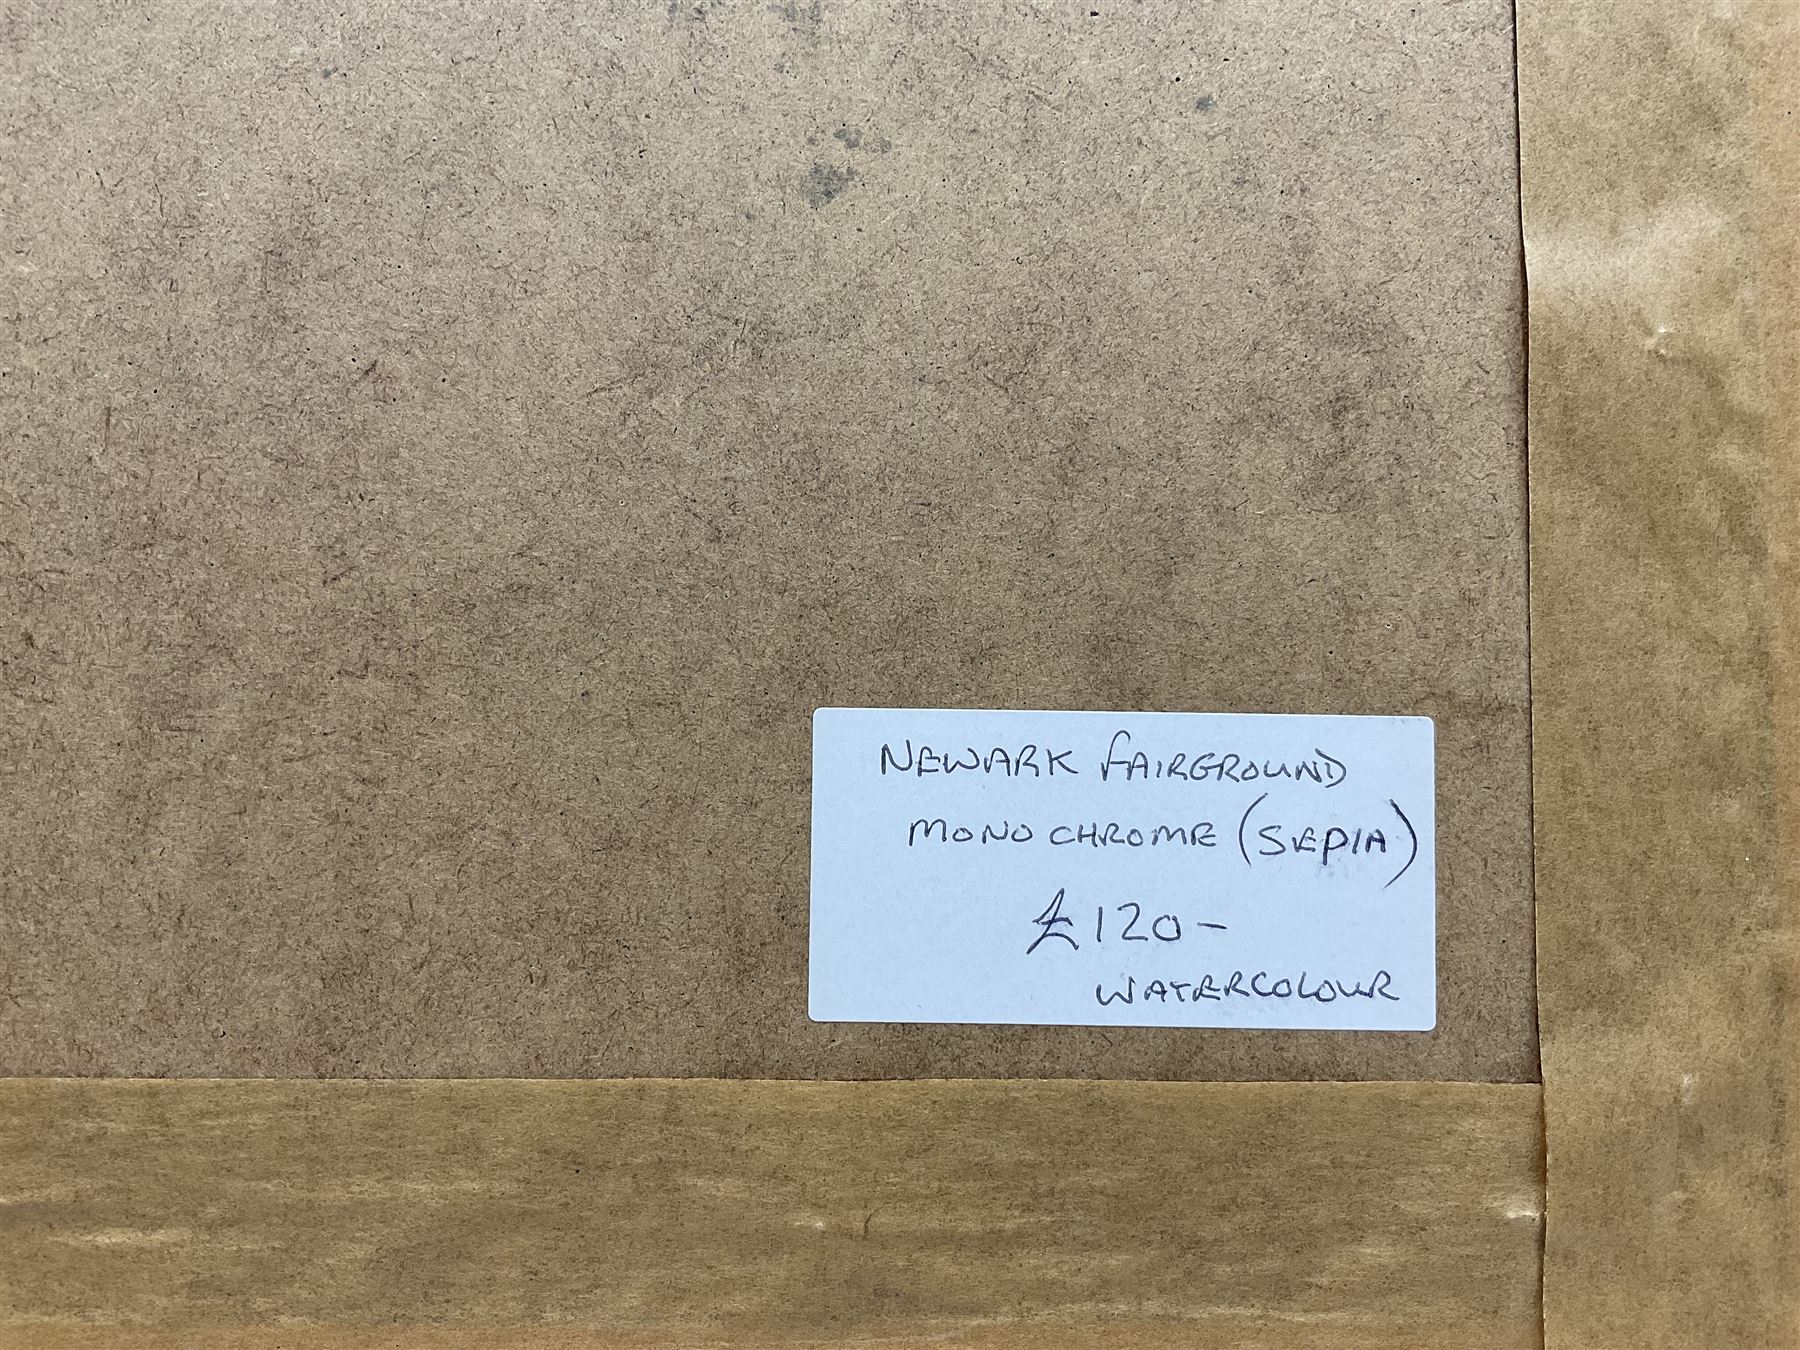 NEWARK FAIRGROUND
MONO CHROME (SEPIA)
£120-
WATERCOLOUR